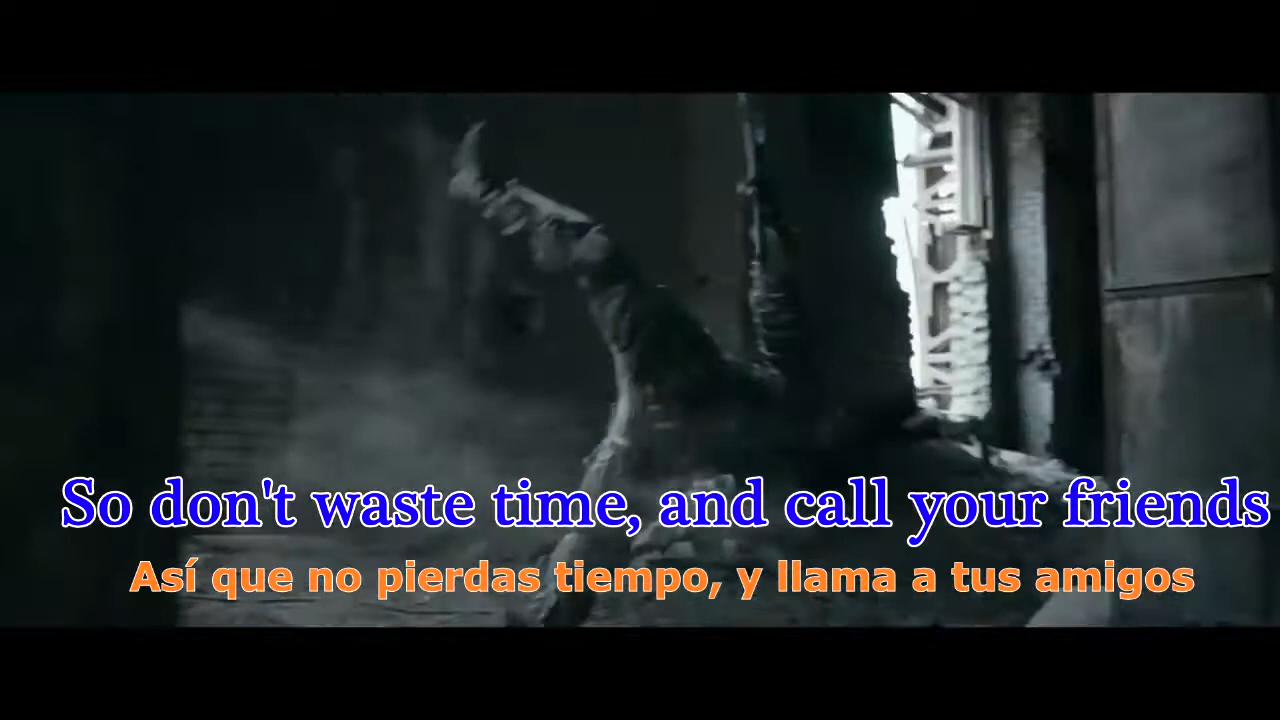 So don't waste time, and call your friends
Así que no pierdas tiempo, y llama a tus amigos